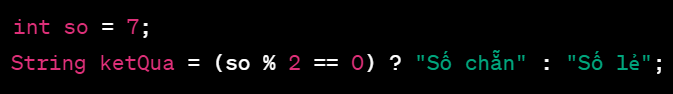 int so = 7;
String ketQua = (so % 2 == 0) ? "Số chẵn" : "Số lẻ";